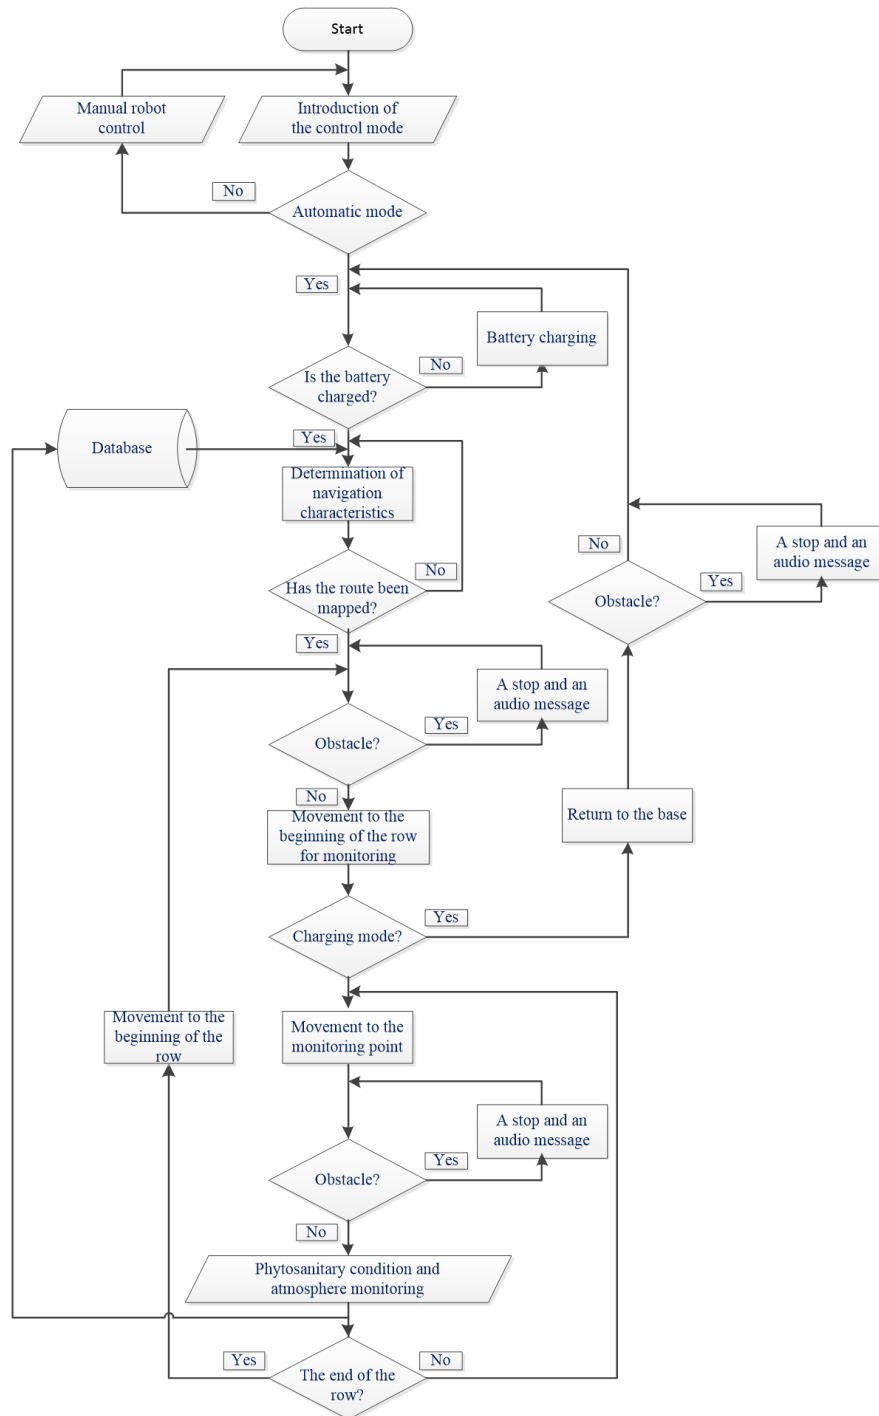 Start
Manual robot
control
Introduction of
the control mode
No
Automatic mode
Yes
Battery charging
No
Is the battery
charged?
Database
Yes
Determination of
navigation
characteristics
No
Has the route been
mapped?
No
A stop and an
audio message
Yes
Obstacle?
Yes
A stop and an
audio message
Yes
Obstacle?
No
Movement to the
beginning of the row
for monitoring
Return to the base
Yes
Charging mode?
Movement to the
beginning of the
row
Movement to the
monitoring point
A stop and an
audio message
Yes
Obstacle?
No
Phytosanitary condition and
atmosphere monitoring
Yes
No
The end of the
row?